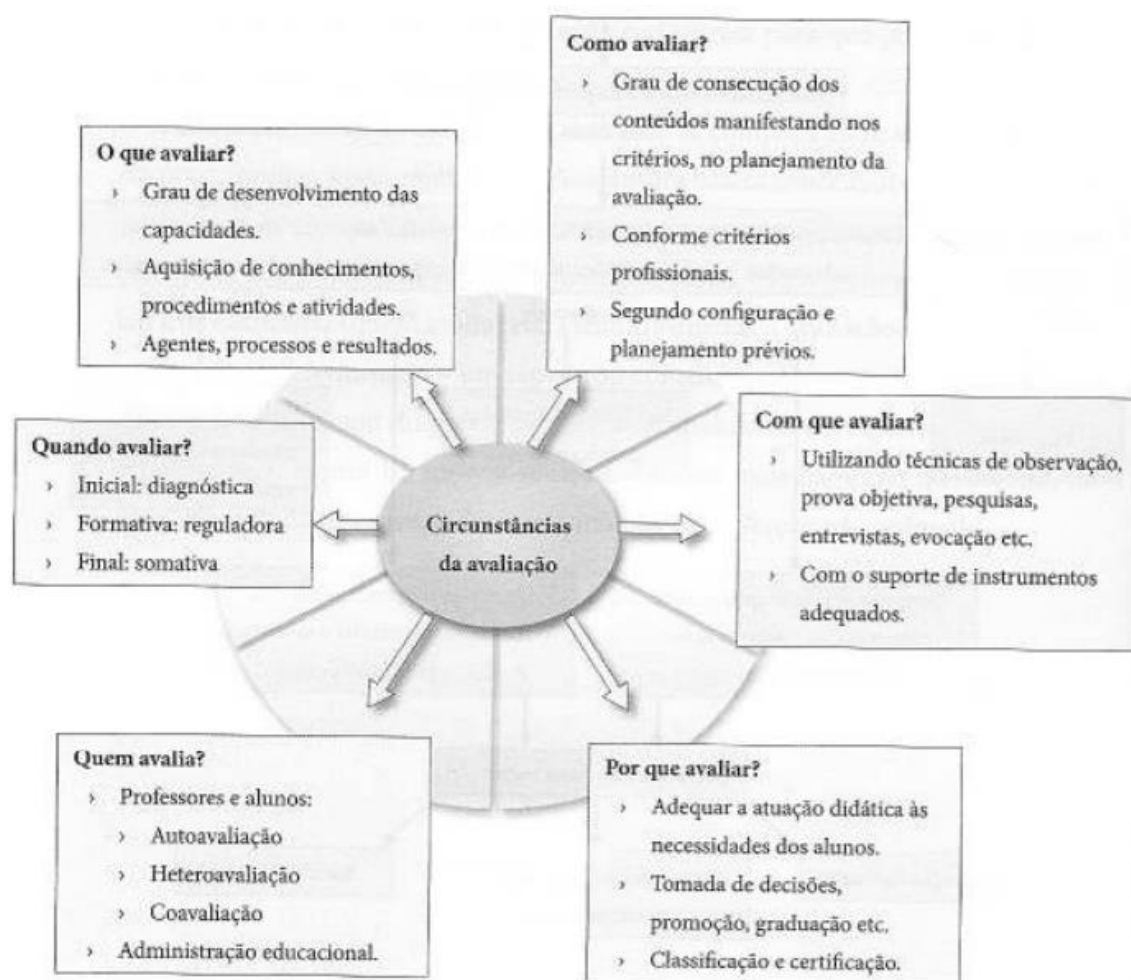 Como avaliar?
› Grau de consecução dos
conteúdos manifestando nos
critérios, no planejamento da
avaliação.
› Conforme critérios
profissionais.
› Segundo configuração e
planejamento prévios.
O que avaliar?
› Grau de desenvolvimento das
capacidades.
› Aquisição de conhecimentos,
procedimentos e atividades.
› Agentes, processos e resultados.
Com que avaliar?
› Utilizando técnicas de observação,
prova objetiva, pesquisas,
entrevistas, evocação etc.
› Com o suporte de instrumentos
adequados.
Quando avaliar?
› Inicial: diagnóstica
› Formativa: reguladora
› Final: somativa
Circunstâncias
da avaliação
Quem avalia?
› Professores e alunos:
› Autoavaliação
› Heteroavaliação
› Coavaliação
› Administração educacional.
Por que avaliar?
› Adequar a atuação didática às
necessidades dos alunos.
› Tomada de decisões,
promoção, graduação etc.
› Classificação e certificação.